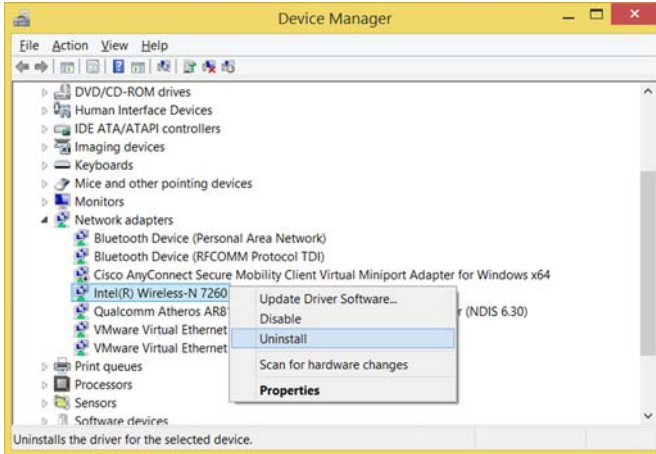 Device Manager
File Action View Help
DVD/CD-ROM drives
Human Interface Devices
IDE ATA/ATAPI controllers
Imaging devices
Keyboards
Mice and other pointing devices
Monitors
Network adapters
Bluetooth Device (Personal Area Network)
Bluetooth Device (RFCOMM Protocol TDI)
Cisco AnyConnect Secure Mobility Client Virtual Miniport Adapter for Windows x64
Intel(R) Wireless-N 7260
Update Driver Software...
Qualcomm Atheros AR81 r (NDIS 6.30)
Disable
VMware Virtual Ethernet
Uninstall
VMware Virtual Ethernet
Print queues
Scan for hardware changes
Processors
Properties
Sensors
Software devices
Uninstalls the driver for the selected device.